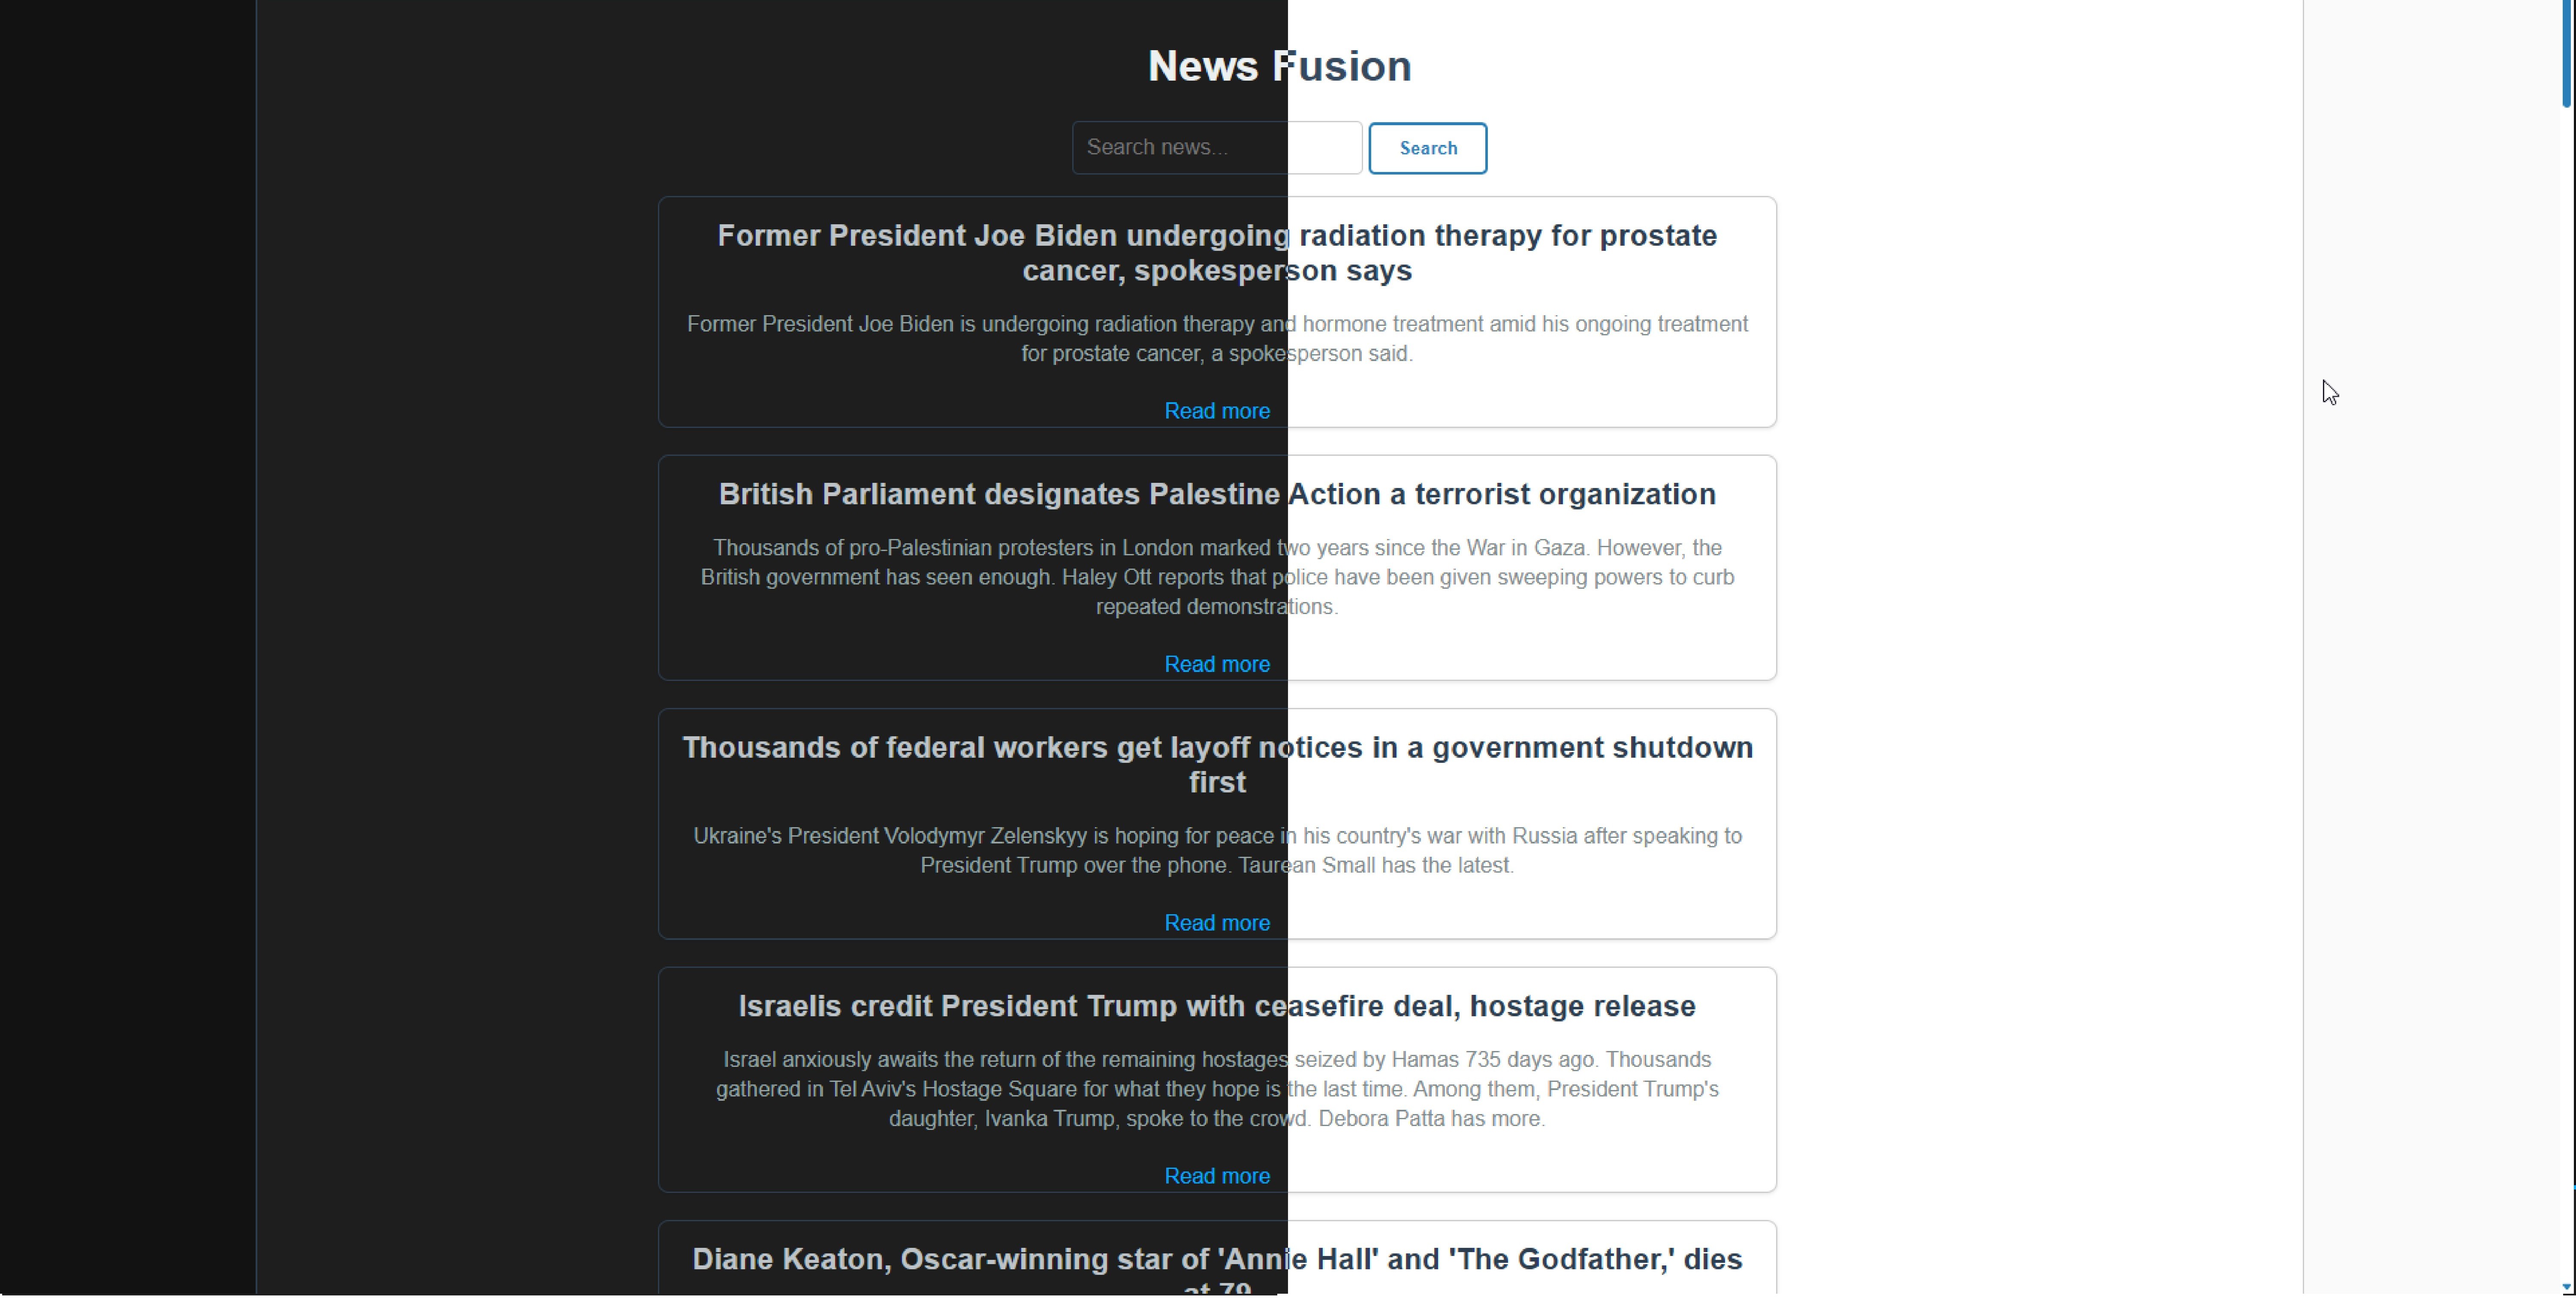 News Fusion
Search news...
Search
Former President Joe Biden undergoing radiation therapy for prostate
cancer, spokesperson says
Former President Joe Biden is undergoing radiation therapy and hormone treatment amid his ongoing treatment
for prostate cancer, a spokesperson said.
Read more
British Parliament designates Palestine Action a terrorist organization
Thousands of pro-Palestinian protesters in London marked two years since the War in Gaza. However, the
British government has seen enough. Haley Ott reports that police have been given sweeping powers to curb
repeated demonstrations.
Read more
Thousands of federal workers get layoff notices in a government shutdown
first
Ukraine's President Volodymyr Zelenskyy is hoping for peace in his country's war with Russia after speaking to
President Trump over the phone. Taurean Small has the latest.
Read more
Israelis credit President Trump with ceasefire deal, hostage release
Israel anxiously awaits the return of the remaining hostages seized by Hamas 735 days ago. Thousands
gathered in Tel Aviv's Hostage Square for what they hope is the last time. Among them, President Trump's
daughter, Ivanka Trump, spoke to the crowd. Debora Patta has more.
Read more
Diane Keaton, Oscar-winning star of 'Annie Hall' and 'The Godfather,' dies
at 79